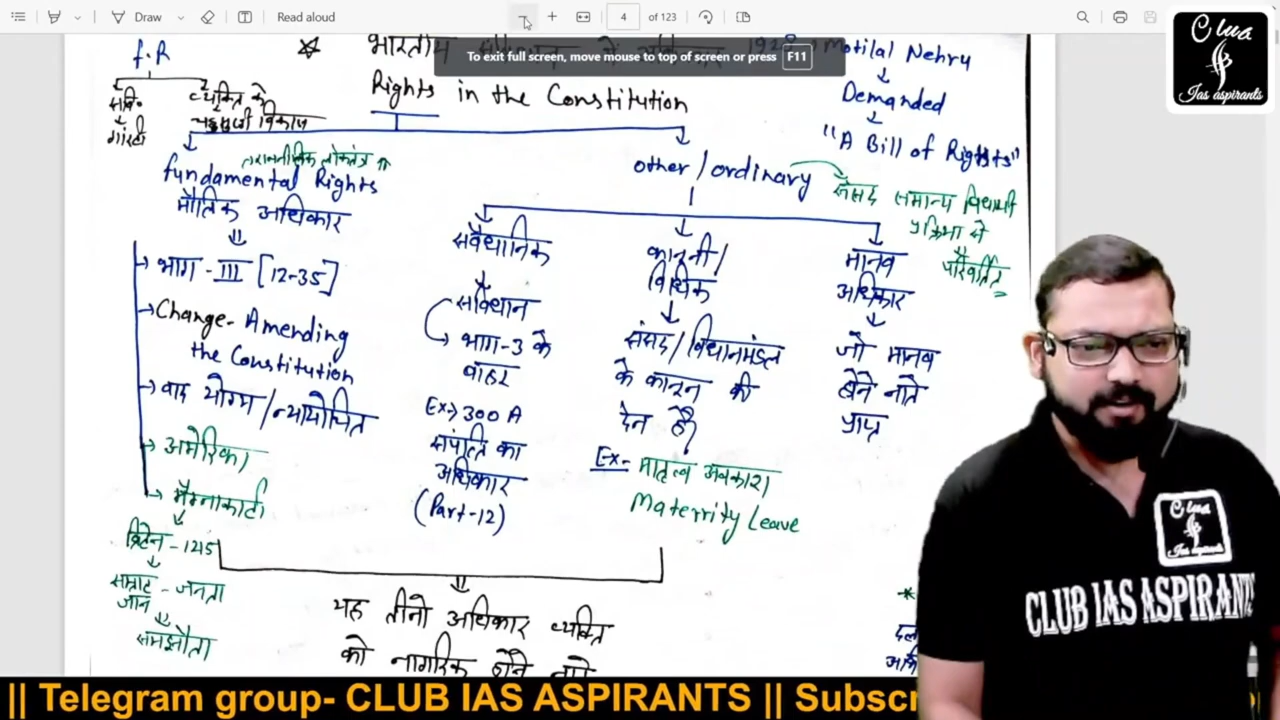 Draw
Read aloud
4
of 123
Club
Ias aspirants
To exit full screen, move mouse to top of screen or press F11
f.R
1928
Motilal Nehru
Demanded
"A Bill of Rights"
Rights in the Constitution
व्यक्ति के
fundamental Rights
मौलिक अधिकार
भाग - III [12-35]
Change - Amending
the Constitution
वाद योग्य / न्यायोचित
अमेरिका
मैग्नाकार्टा
ब्रिटेन - 1215
सम्राट - जनता
जॉन
समझौता
other / ordinary
संसद सामान्य विधायी
प्रक्रिया से
परिवर्तित
संवैधानिक
संविधान
भाग-3 के
बाहर
Ex→ 300 A
संपत्ति का
अधिकार
(Part-12)
कानूनी /
विधिक
संसद / विधानमंडल
के कानून की
देन है
Ex- मातृत्व अवकाश
Maternity Leave
मानव
अधिकार
जो मानव
होने नाते
प्राप्त
यह तीनो अधिकार व्यक्ति
को नागरिक होने नाते
Club
Ias aspirants
CLUB IAS ASPIRANTS
|| Telegram group- CLUB IAS ASPIRANTS || Subscr